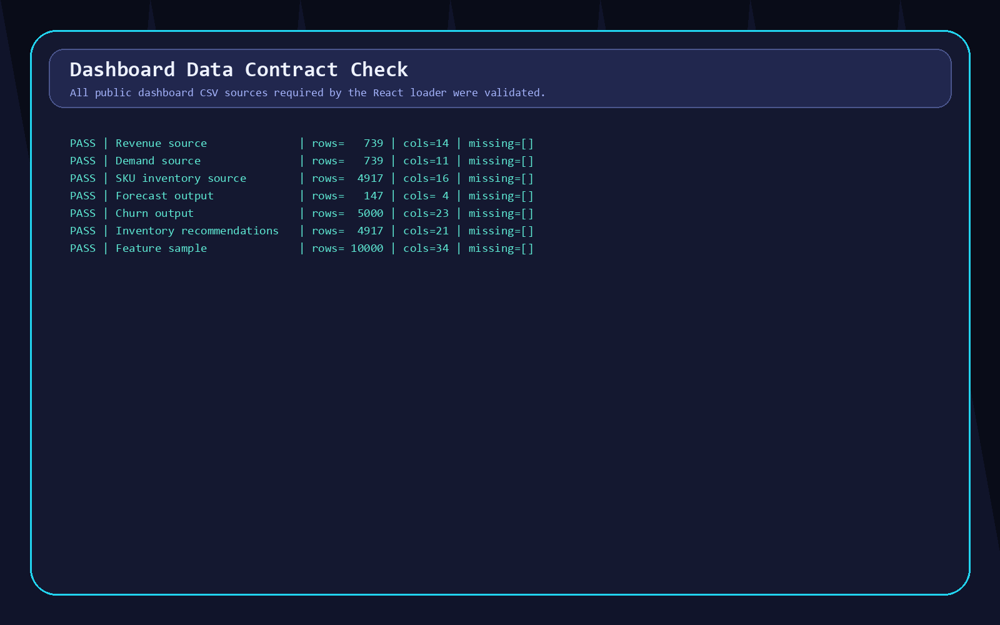 Dashboard Data Contract Check
All public dashboard CSV sources required by the React loader were validated.
PASS | Revenue source              | rows=   739 | cols=14 | missing=[]
PASS | Demand source               | rows=   739 | cols=11 | missing=[]
PASS | SKU inventory source        | rows=  4917 | cols=16 | missing=[]
PASS | Forecast output             | rows=   147 | cols= 4 | missing=[]
PASS | Churn output                | rows=  5000 | cols=23 | missing=[]
PASS | Inventory recommendations   | rows=  4917 | cols=21 | missing=[]
PASS | Feature sample              | rows= 10000 | cols=34 | missing=[]